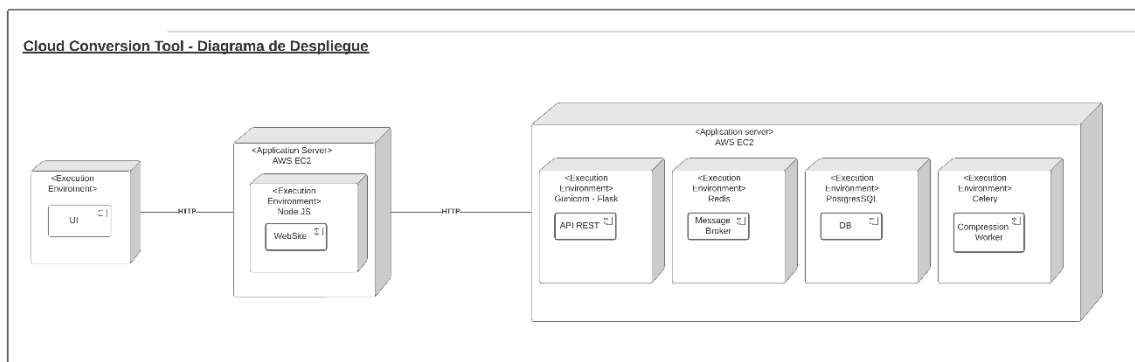 Cloud Conversion Tool - Diagrama de Despliegue
<Execution
Enviroment>
UI
HTTP
<Application Server>
AWS EC2
<Execution
Environment>
Node JS
WebSite
HTTP
<Application server>
AWS EC2
<Execution
Environment>
Gunicorn - Flask
API REST
<Execution
Environment>
Redis
Message
Broker
<Execution
Environment>
PostgresSQL
DB
<Execution
Environment>
Celery
Compression
Worker